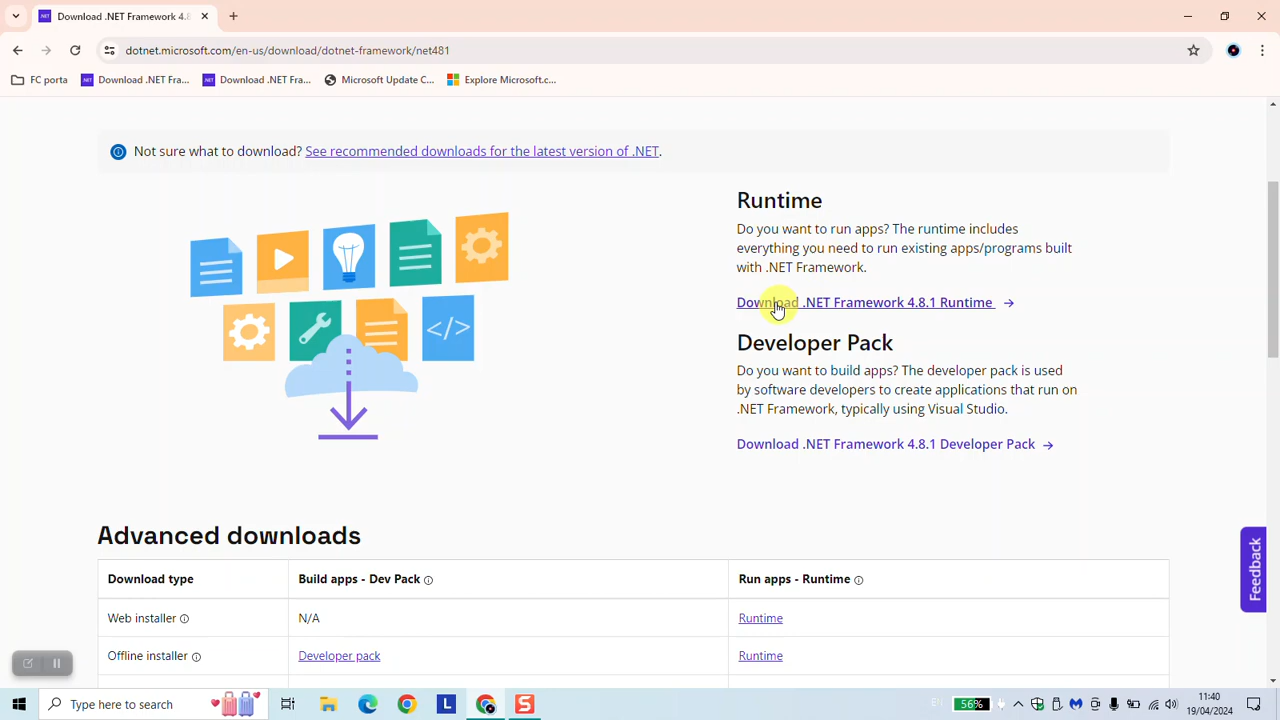 Download .NET Framework 4.8
dotnet.microsoft.com/en-us/download/dotnet-framework/net481
FC porta
Download .NET Fra...
Download .NET Fra...
Microsoft Update C...
Explore Microsoft.c...
Not sure what to download? See recommended downloads for the latest version of .NET.
Runtime
Do you want to run apps? The runtime includes
everything you need to run existing apps/programs built
with .NET Framework.
Download .NET Framework 4.8.1 Runtime
Developer Pack
Do you want to build apps? The developer pack is used
by software developers to create applications that run on
.NET Framework, typically using Visual Studio.
Download .NET Framework 4.8.1 Developer Pack
</>
Advanced downloads
Download type
Build apps - Dev Pack
Run apps - Runtime
Web installer
N/A
Runtime
Offline installer
Developer pack
Runtime
Feedback
Type here to search
L
S
EN
56%
11:40
19/04/2024